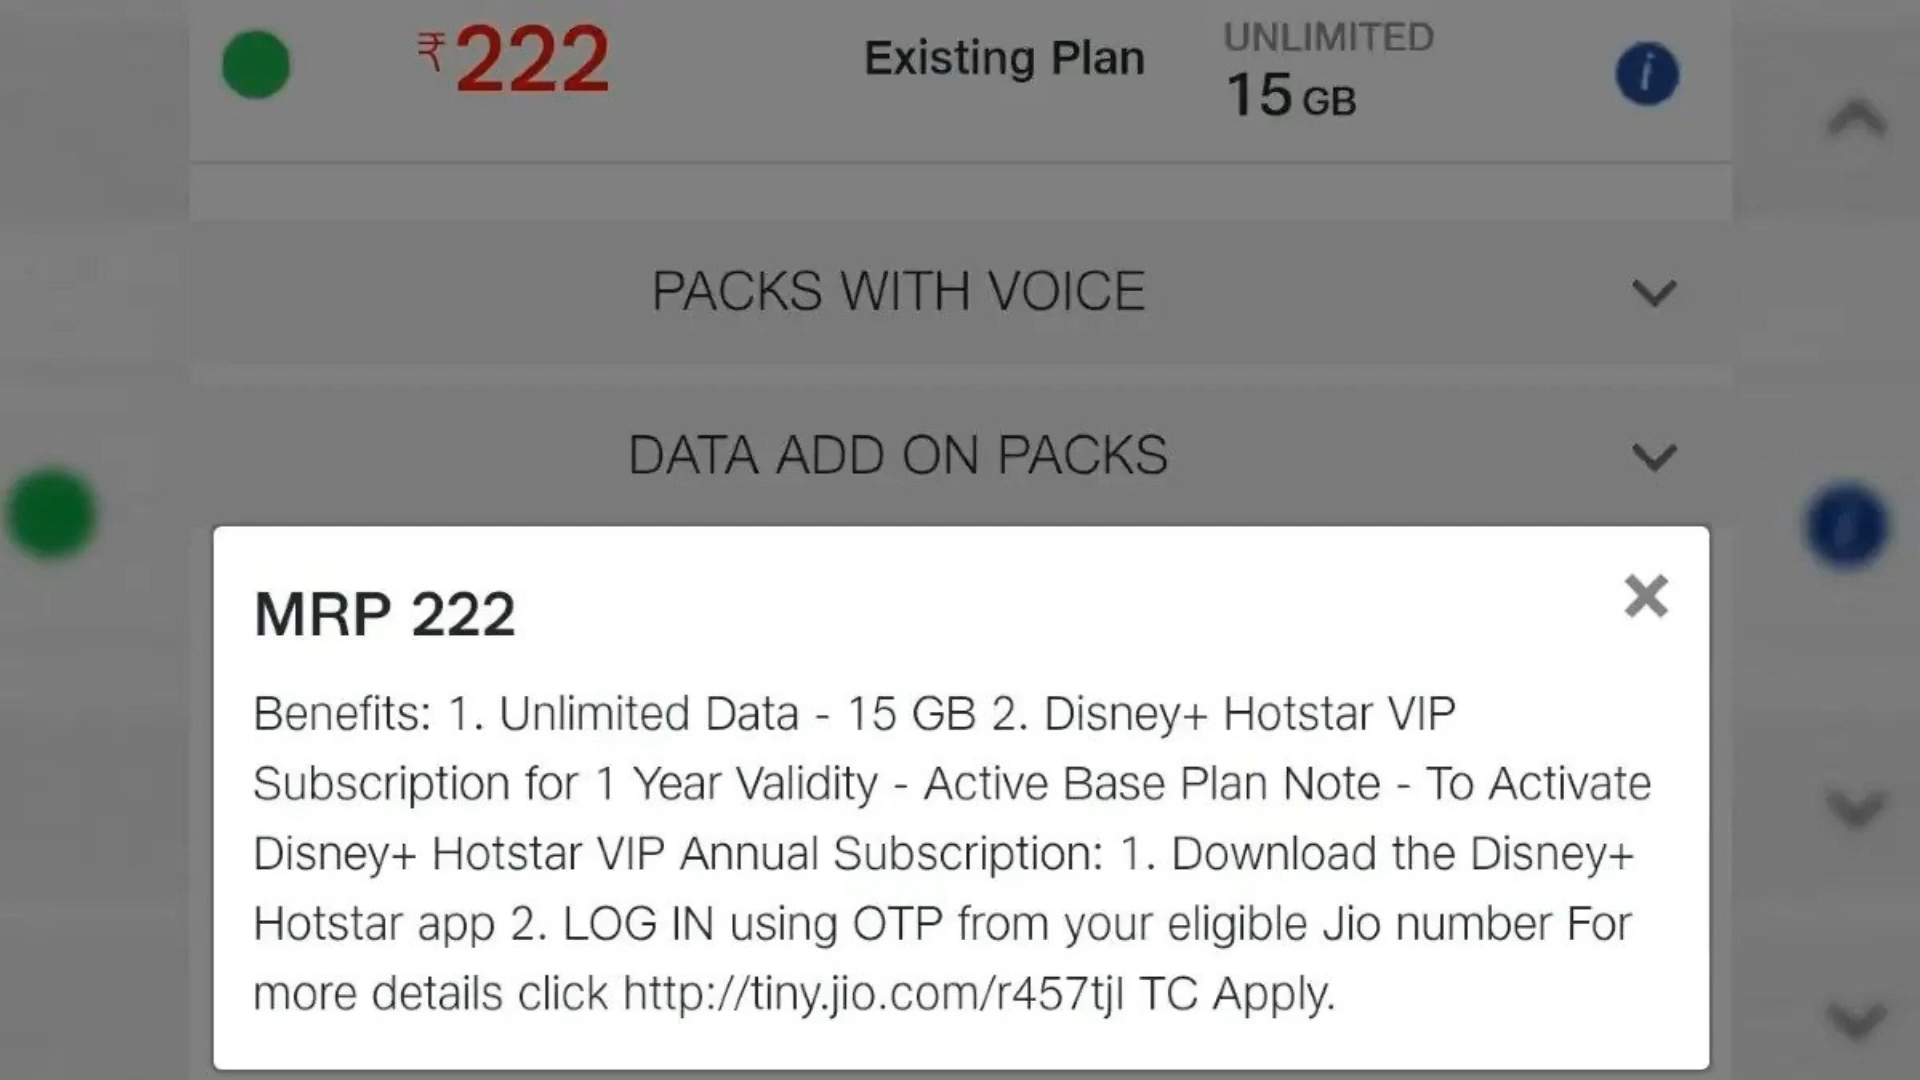 ₹222 Existing Plan UNLIMITED
15 GB
PACKS WITH VOICE
DATA ADD ON PACKS
MRP 222
Benefits: 1. Unlimited Data - 15 GB 2. Disney+ Hotstar VIP
Subscription for 1 Year Validity - Active Base Plan Note - To Activate
Disney+ Hotstar VIP Annual Subscription: 1. Download the Disney+
Hotstar app 2. LOG IN using OTP from your eligible Jio number For
more details click http://tiny.jio.com/r457tjI TC Apply.